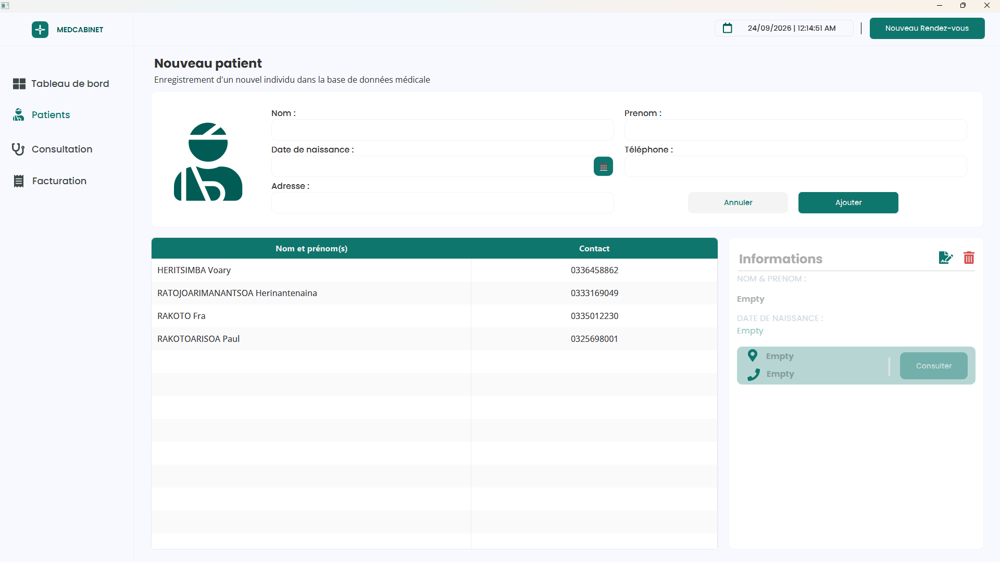 MEDCABINET
24/09/2026 | 12:14:51 AM
Nouveau Rendez-vous
Tableau de bord
Patients
Consultation
Facturation
Nouveau patient
Enregistrement d'un nouvel individu dans la base de données médicale
Nom :
Prenom :
Date de naissance :
Téléphone :
Adresse :
Annuler
Ajouter
Nom et prénom(s) Contact
HERITSIMBA Voary 0336458862
RATOJOARIMANANTSOA Herinantenaina 0333169049
RAKOTO Fra 0335012230
RAKOTOARISOA Paul 0325698001
Informations
NOM & PRENOM :
Empty
DATE DE NAISSANCE :
Empty
Empty
Empty
Consulter